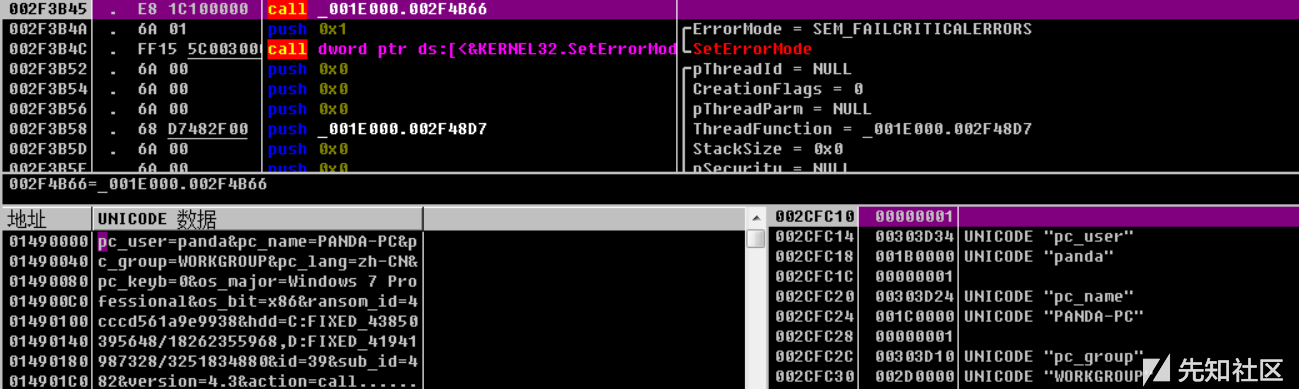 002F3B45 . E8 1C100000 call _001E000.002F4B66
002F3B4A . 6A 01 push 0x1 ErrorMode = SEM_FAILCRITICALERRORS
002F3B4C . FF15 5C003000 call dword ptr ds:[<&KERNEL32.SetErrorMod SetErrorMode
002F3B52 . 6A 00 push 0x0 pThreadId = NULL
002F3B54 . 6A 00 push 0x0 CreationFlags = 0
002F3B56 . 6A 00 push 0x0 pThreadParm = NULL
002F3B58 . 68 D7482F00 push _001E000.002F48D7 ThreadFunction = _001E000.002F48D7
002F3B5D . 6A 00 push 0x0 StackSize = 0x0
002F3B5F . 6A 00 push 0x0 pSecurity = NULL
002F4B66=_001E000.002F4B66
地址 UNICODE 数据
01490000 pc_user=panda&pc_name=PANDA-PC&p
01490040 c_group=WORKGROUP&pc_lang=zh-CN&
01490080 pc_keyb=0&os_major=Windows 7 Pro
014900C0 fessional&os_bit=x86&ransom_id=4
01490100 cccd561a9e9938&hdd=C:FIXED_43850
01490140 395648/18262355968,D:FIXED_41941
01490180 987328/3251834880&id=39&sub_id=4
014901C0 82&version=4.3&action=call......
002CFC10 00000001
002CFC14 00303D34 UNICODE "pc_user"
002CFC18 001B0000 UNICODE "panda"
002CFC1C 00000001
002CFC20 00303D24 UNICODE "pc_name"
002CFC24 001C0000 UNICODE "PANDA-PC"
002CFC28 00000001
002CFC2C 00303D10 UNICODE "pc_group"
002CFC30 002D0000 UNICODE "WORKGROUP"
先知社区